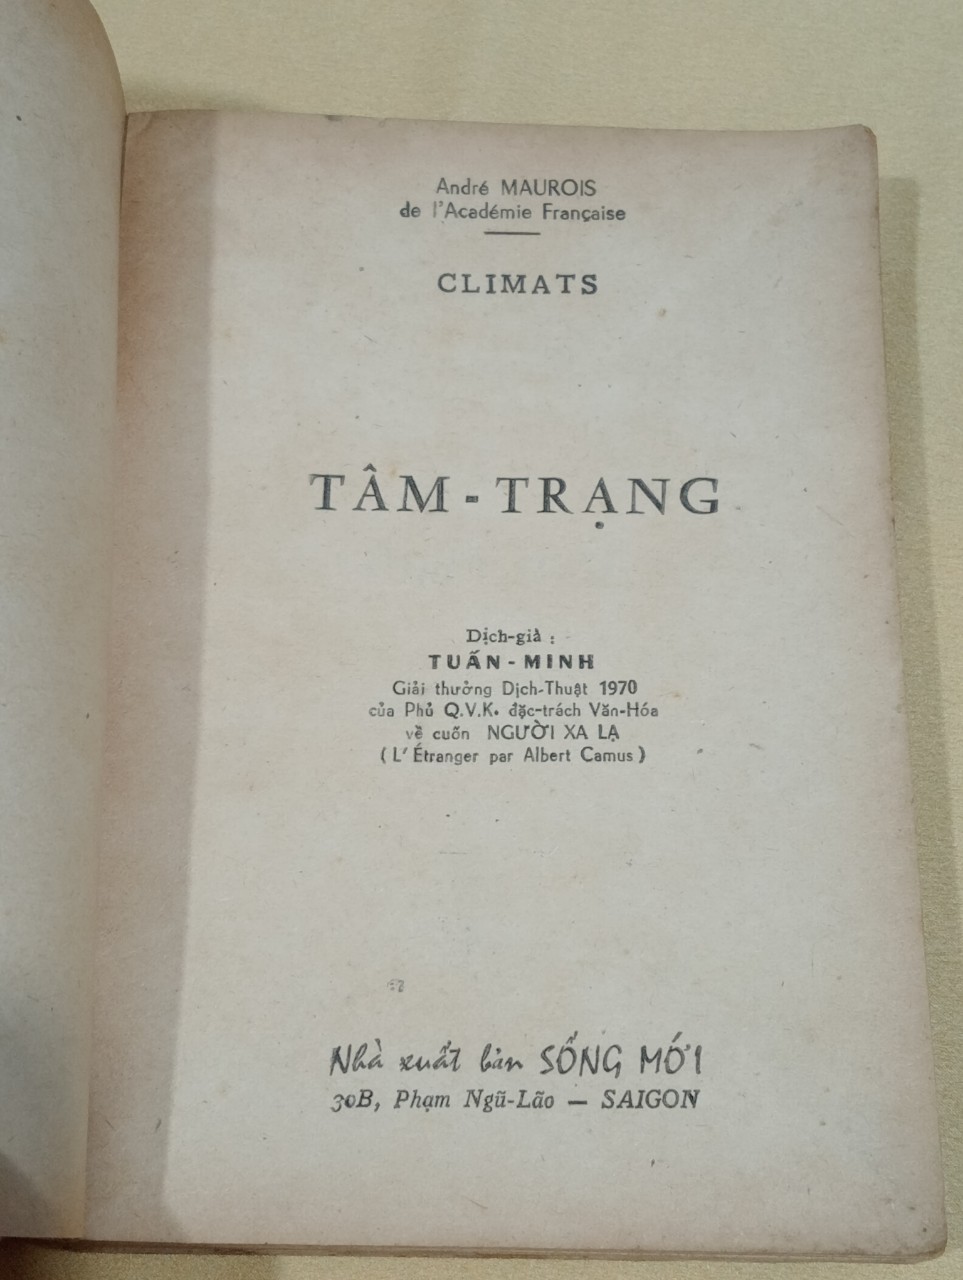 André MAUROIS
de l'Académie Française
CLIMATS
TÂM - TRẠNG
Dịch-giả :
TUẤN - MINH
Giải thưởng Dịch-Thuật 1970
của Phủ Q.V.K. đặc-trách Văn-Hóa
về cuốn NGƯỜI XA LẠ
( L' Étranger par Albert Camus )
Nhà xuất bản SỐNG MỚI
30B, Phạm Ngũ-Lão — SAIGON